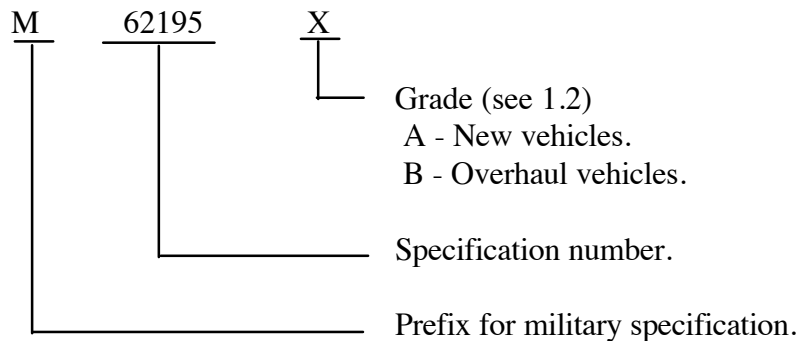 M 62195 X
Grade (see 1.2)
A - New vehicles.
B - Overhaul vehicles.
Specification number.
Prefix for military specification.